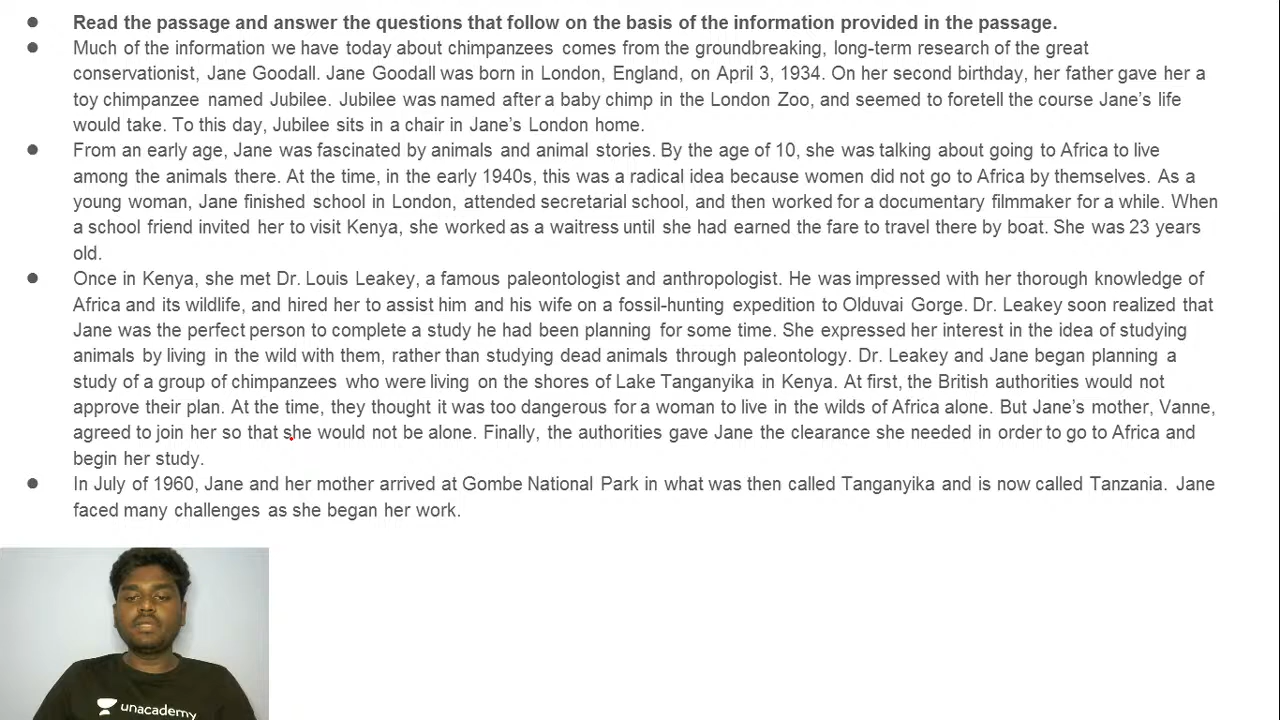 Read the passage and answer the questions that follow on the basis of the information provided in the passage.
Much of the information we have today about chimpanzees comes from the groundbreaking, long-term research of the great
conservationist, Jane Goodall. Jane Goodall was born in London, England, on April 3, 1934. On her second birthday, her father gave her a
toy chimpanzee named Jubilee. Jubilee was named after a baby chimp in the London Zoo, and seemed to foretell the course Jane's life
would take. To this day, Jubilee sits in a chair in Jane's London home.
From an early age, Jane was fascinated by animals and animal stories. By the age of 10, she was talking about going to Africa to live
among the animals there. At the time, in the early 1940s, this was a radical idea because women did not go to Africa by themselves. As a
young woman, Jane finished school in London, attended secretarial school, and then worked for a documentary filmmaker for a while. When
a school friend invited her to visit Kenya, she worked as a waitress until she had earned the fare to travel there by boat. She was 23 years
old.
Once in Kenya, she met Dr. Louis Leakey, a famous paleontologist and anthropologist. He was impressed with her thorough knowledge of
Africa and its wildlife, and hired her to assist him and his wife on a fossil-hunting expedition to Olduvai Gorge. Dr. Leakey soon realized that
Jane was the perfect person to complete a study he had been planning for some time. She expressed her interest in the idea of studying
animals by living in the wild with them, rather than studying dead animals through paleontology. Dr. Leakey and Jane began planning a
study of a group of chimpanzees who were living on the shores of Lake Tanganyika in Kenya. At first, the British authorities would not
approve their plan. At the time, they thought it was too dangerous for a woman to live in the wilds of Africa alone. But Jane's mother, Vanne,
agreed to join her so that she would not be alone. Finally, the authorities gave Jane the clearance she needed in order to go to Africa and
begin her study.
In July of 1960, Jane and her mother arrived at Gombe National Park in what was then called Tanganyika and is now called Tanzania. Jane
faced many challenges as she began her work.
unacademy